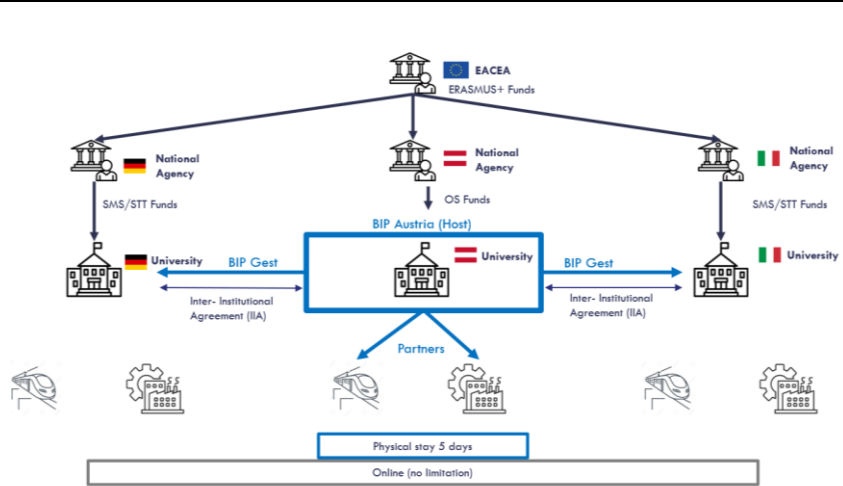 EACEA
ERASMUS+ Funds
National
Agency
National
Agency
National
Agency
SMS/STT Funds
OS Funds
SMS/STT Funds
BIP Austria (Host)
University
BIP Gest
University
BIP Gest
University
Inter- Institutional
Agreement (IIA)
Inter- Institutional
Agreement (IIA)
Partners
Physical stay 5 days
Online (no limitation)